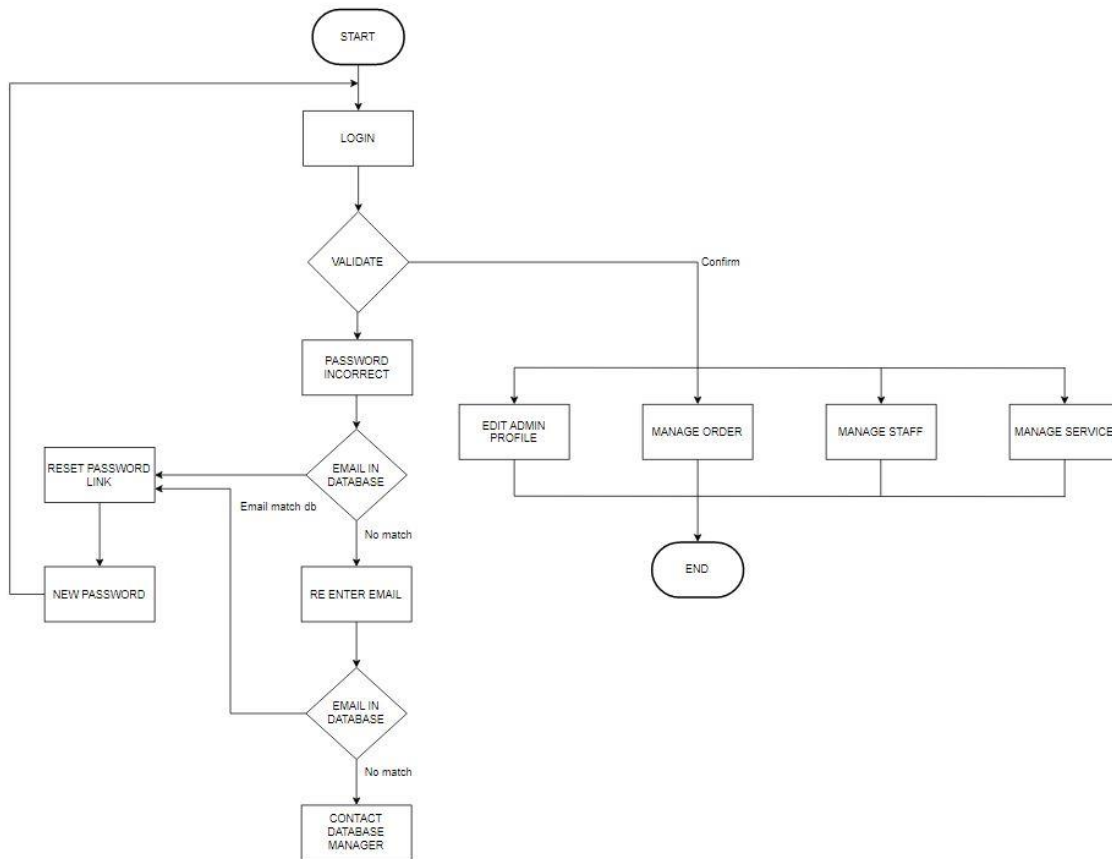 START
LOGIN
VALIDATE
Confirm
PASSWORD
INCORRECT
EDIT ADMIN
PROFILE
MANAGE ORDER
MANAGE STAFF
MANAGE SERVICE
RESET PASSWORD
LINK
EMAIL IN
DATABASE
Email match db
No match
NEW PASSWORD
RE ENTER EMAIL
END
EMAIL IN
DATABASE
No match
CONTACT
DATABASE
MANAGER